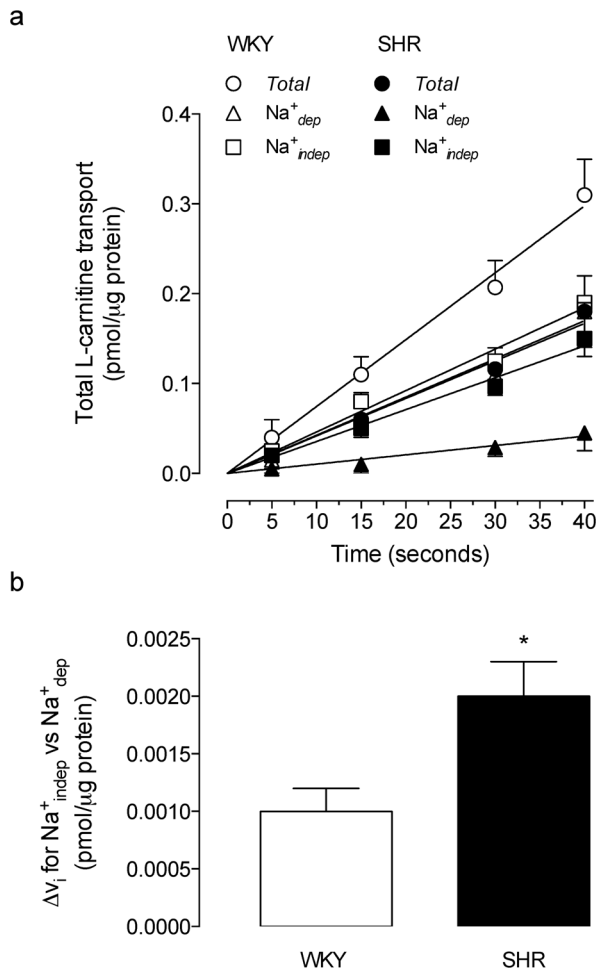 a
WKY SHR
Total Total
Na+dep Na+dep
Na+indep Na+indep
Total L-carnitine transport
(pmol/μg protein)
0.4
0.3
0.2
0.1
0.0
0 5 10 15 20 25 30 35 40
Time (seconds)
b
Δvi for Na+indep vs Na+dep
(pmol/μg protein)
0.0025
0.0020
0.0015
0.0010
0.0005
0.0000
*
WKY SHR